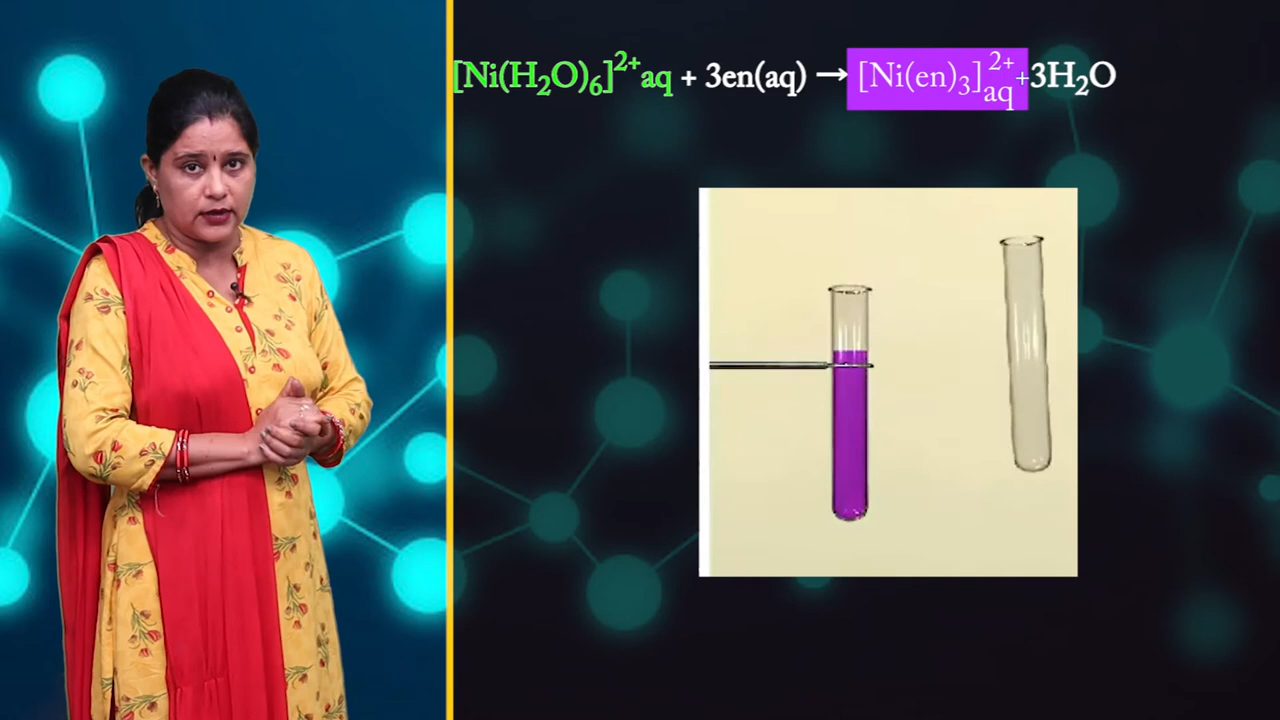 [Ni(H₂O)₆]²⁺aq + 3en(aq) → [Ni(en)₃]²⁺aq+3H₂O